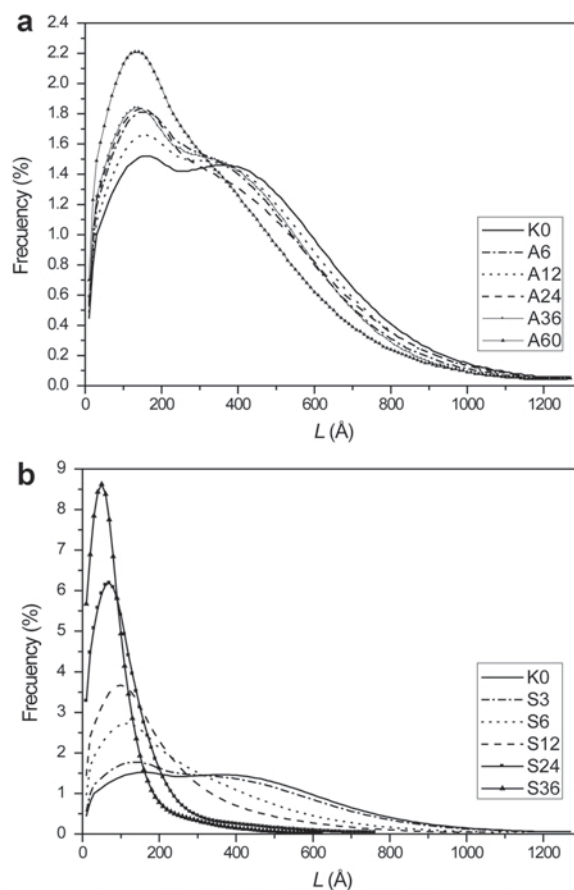 a
2.4
2.2
2.0
1.8
1.6
1.4
1.2
1.0
0.8
0.6
0.4
0.2
0.0
Frecuency (%)
K0
A6
A12
A24
A36
A60
0 200 400 600 800 1000 1200
L (Å)
b
9
8
7
6
5
4
3
2
1
0
Frecuency (%)
K0
S3
S6
S12
S24
S36
0 200 400 600 800 1000 1200
L (Å)